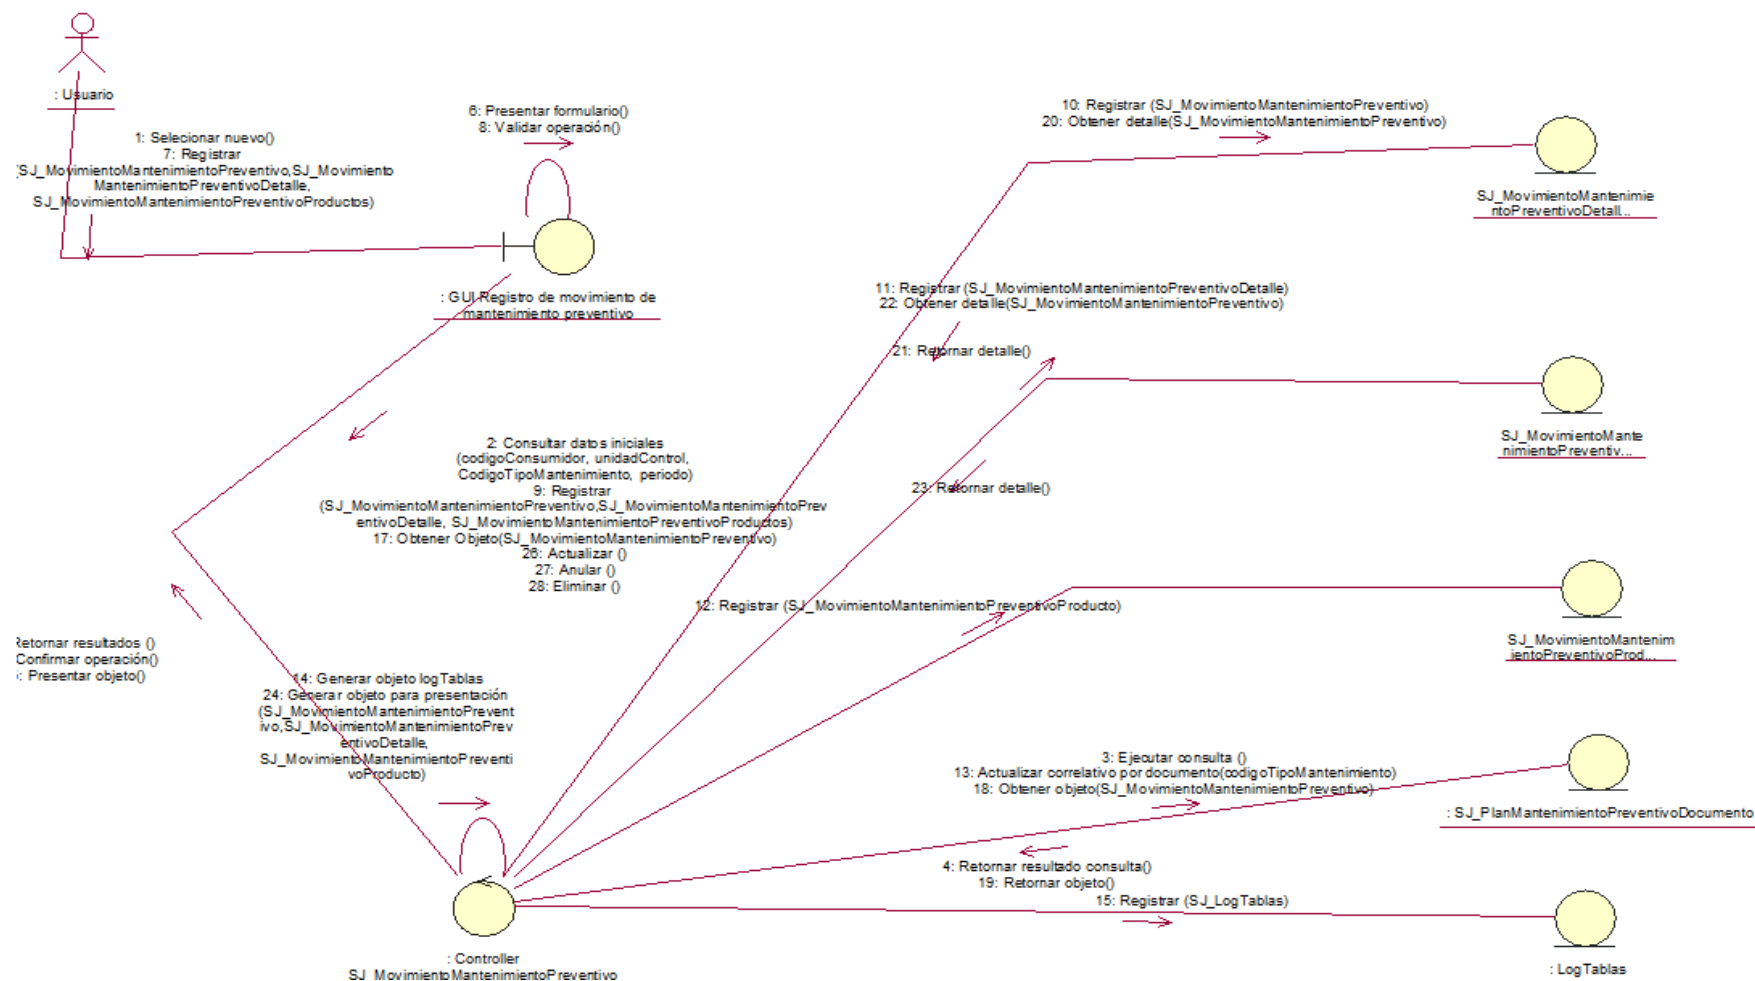 : Usuario
1: Selecionar nuevo()
7: Registrar
(SJ_MovimientoMantenimientoPreventivo,SJ_Movimiento
MantenimientoPreventivoDetalle,
SJ_MovimientoMantenimientoPreventivoProductos)
6: Presentar formulario()
8: Validar operación()
: GUI Registro de movimiento de
mantenimiento preventivo
10: Registrar (SJ_MovimientoMantenimientoPreventivo)
20: Obtener detalle(SJ_MovimientoMantenimientoPreventivo)
SJ_MovimientoMantenimie
ntoPreventivoDetall...
11: Registrar (SJ_MovimientoMantenimientoPreventivoDetalle)
22: Obtener detalle(SJ_MovimientoMantenimientoPreventivo)
21: Retornar detalle()
SJ_MovimientoMante
nimientoPreventiv...
23: Retornar detalle()
2: Consultar datos iniciales
(codigoConsumidor, unidadControl,
CodigoTipoMantenimiento, periodo)
9: Registrar
(SJ_MovimientoMantenimientoPreventivo,SJ_MovimientoMantenimientoPrev
entivoDetalle, SJ_MovimientoMantenimientoPreventivoProductos)
17: Obtener Objeto(SJ_MovimientoMantenimientoPreventivo)
26: Actualizar ()
27: Anular ()
28: Eliminar ()
12: Registrar (SJ_MovimientoMantenimientoPreventivoProducto)
SJ_MovimientoMantenim
ientoPreventivoProd...
Retornar resultados ()
Confirmar operación()
: Presentar objeto()
14: Generar objeto logTablas
24: Generar objeto para presentación
(SJ_MovimientoMantenimientoPrevent
ivo,SJ_MovimientoMantenimientoPrev
entivoDetalle,
SJ_MovimientoMantenimientoPreventi
voProducto)
3: Ejecutar consulta ()
13: Actualizar correlativo por documento(codigoTipoMantenimiento)
18: Obtener objeto(SJ_MovimientoMantenimientoPreventivo)
: SJ_PlanMantenimientoPreventivoDocumento
4: Retornar resultado consulta()
19: Retornar objeto()
15: Registrar (SJ_LogTablas)
: Controller
SJ_MovimientoMantenimientoPreventivo
: LogTablas